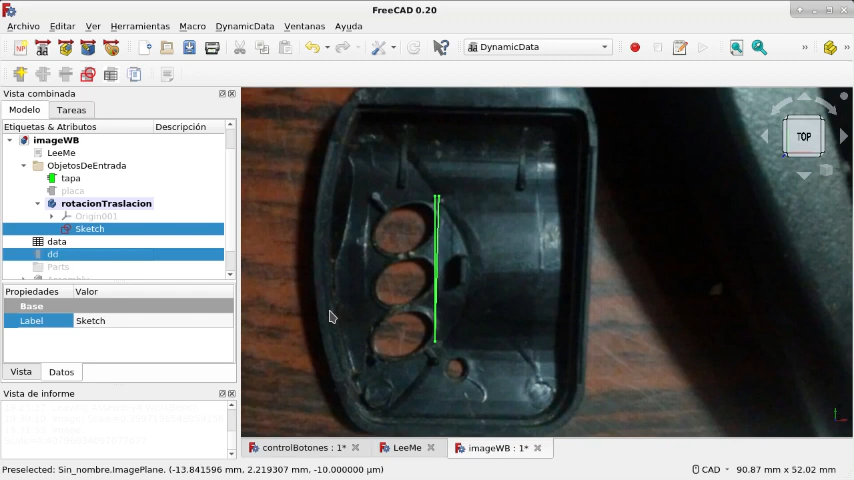 FreeCAD 0.20
Archivo Editar Ver Herramientas Macro DynamicData Ventanas Ayuda
DynamicData
Vista combinada
Modelo Tareas
Etiquetas & Atributos Descripción
imageWB
LeeMe
ObjetosDeEntrada
tapa
placa
rotacionTraslacion
Origin001
Sketch
data
dd
Parts
Propiedades Valor
Base
Label Sketch
Vista Datos
Vista de informe
TOP
controlBotones : 1*
LeeMe
imageWB : 1*
Preselected: Sin_nombre.ImagePlane. (-13.841596 mm, 2.219307 mm, -10.000000 µm)
CAD
90.87 mm x 52.02 mm